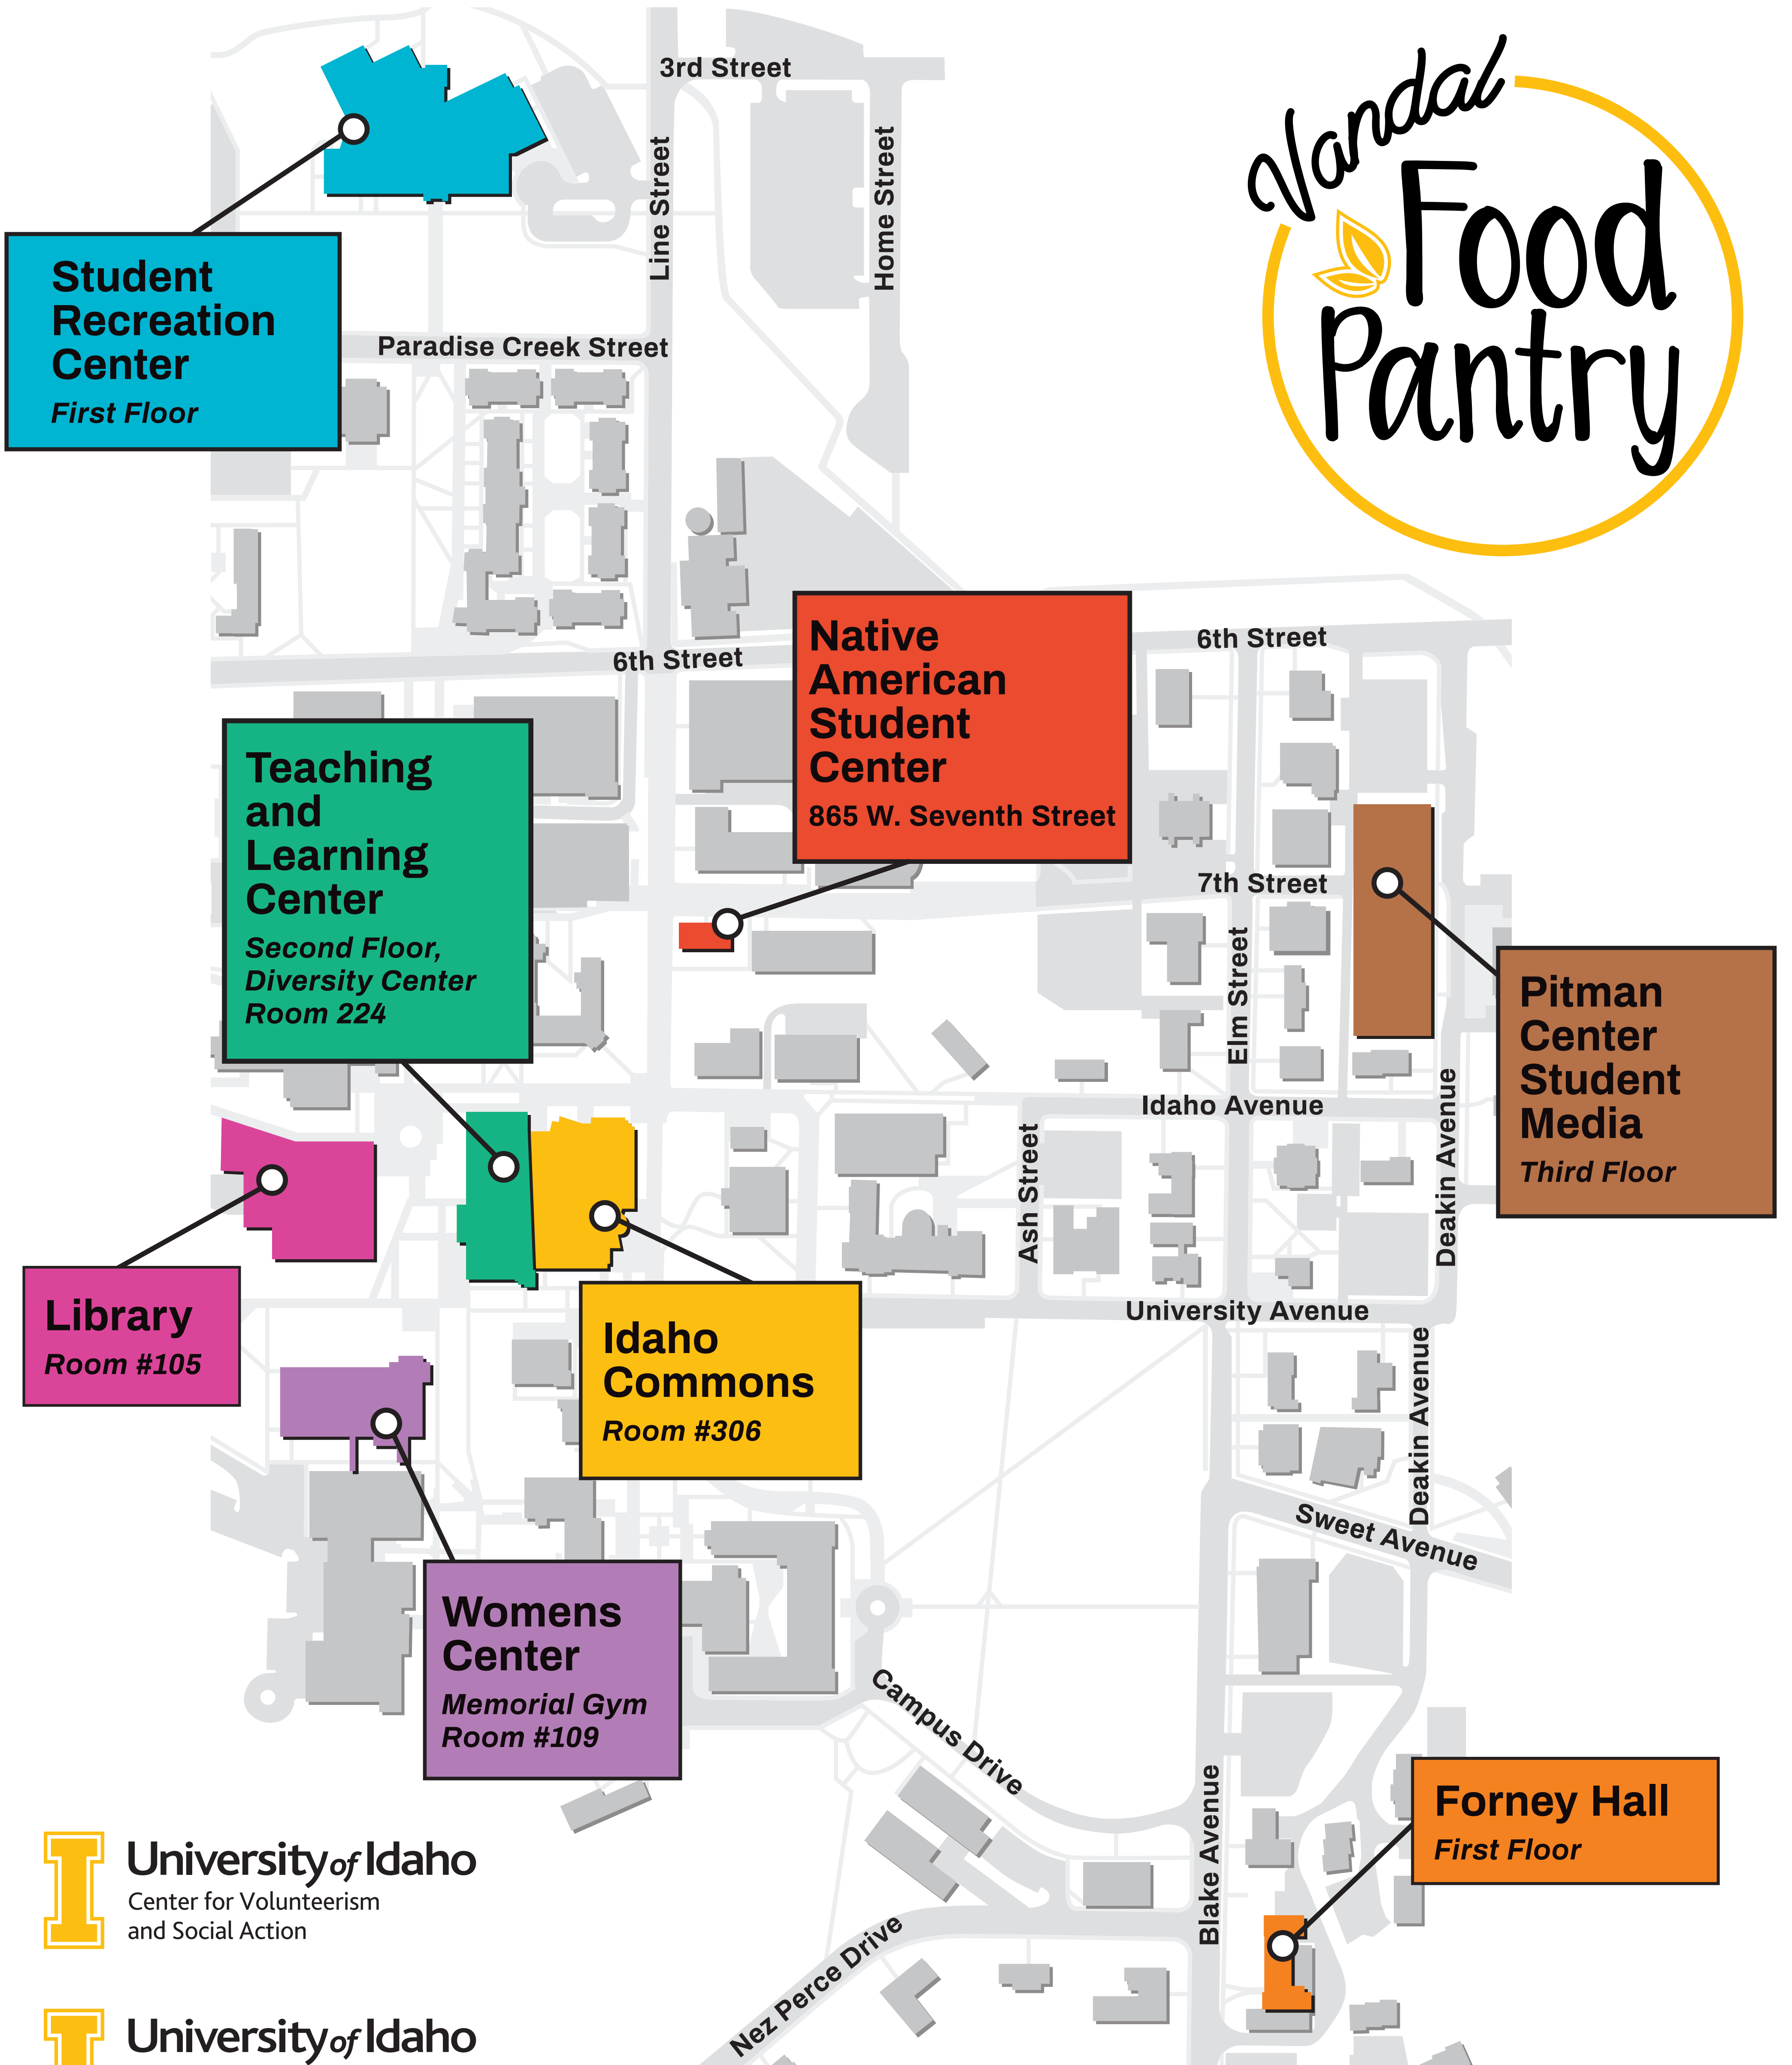 Vandal
Food
Pantry
3rd Street
Line Street
Home Street
Student
Recreation
Center
First Floor
Paradise Creek Street
Native
American
Student
Center
865 W. Seventh Street
6th Street
6th Street
Teaching
and
Learning
Center
Second Floor,
Diversity Center
Room 224
7th Street
Elm Street
Pitman
Center
Student
Media
Third Floor
Idaho Avenue
Ash Street
Deakin Avenue
Library
Room #105
Idaho
Commons
Room #306
University Avenue
Deakin Avenue
Sweet Avenue
Womens
Center
Memorial Gym
Room #109
Campus Drive
Blake Avenue
Forney Hall
First Floor
Nez Perce Drive
I
University of Idaho
Center for Volunteerism
and Social Action
University of Idaho